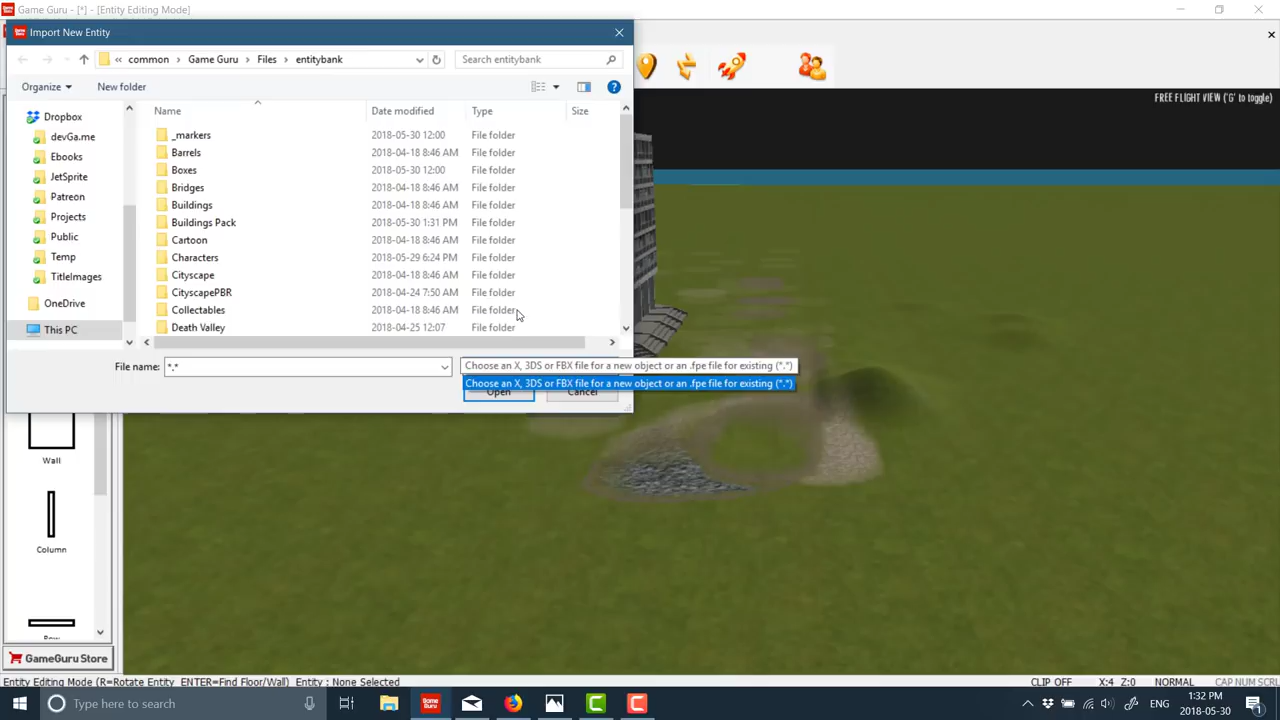 Game Guru - [*] - [Entity Editing Mode]
Import New Entity
« common > Game Guru > Files > entitybank
Search entitybank
Organize
New folder
FREE FLIGHT VIEW ('G' to toggle)
Name
Date modified
Type
Size
Dropbox
devGa.me
Ebooks
JetSprite
Patreon
Projects
Public
Temp
TitleImages
OneDrive
This PC
_markers 2018-05-30 12:00 File folder
Barrels 2018-04-18 8:46 AM File folder
Boxes 2018-05-30 12:00 File folder
Bridges 2018-04-18 8:46 AM File folder
Buildings 2018-04-18 8:46 AM File folder
Buildings Pack 2018-05-30 1:31 PM File folder
Cartoon 2018-04-18 8:46 AM File folder
Characters 2018-05-29 6:24 PM File folder
Cityscape 2018-04-18 8:46 AM File folder
CityscapePBR 2018-04-24 7:50 AM File folder
Collectables 2018-04-18 8:46 AM File folder
Death Valley 2018-04-25 12:07 File folder
File name: *.*
Choose an X, 3DS or FBX file for a new object or an .fpe file for existing (*.*)
Choose an X, 3DS or FBX file for a new object or an .fpe file for existing (*.*)
Open
Cancel
Wall
Column
Row
GameGuru Store
Entity Editing Mode (R=Rotate Entity ENTER=Find Floor/Wall) Entity : None Selected
CLIP OFF X:4 Z:0 NORMAL CAP NUM SCRL
Game Guru
Type here to search
ENG
1:32 PM
2018-05-30
1